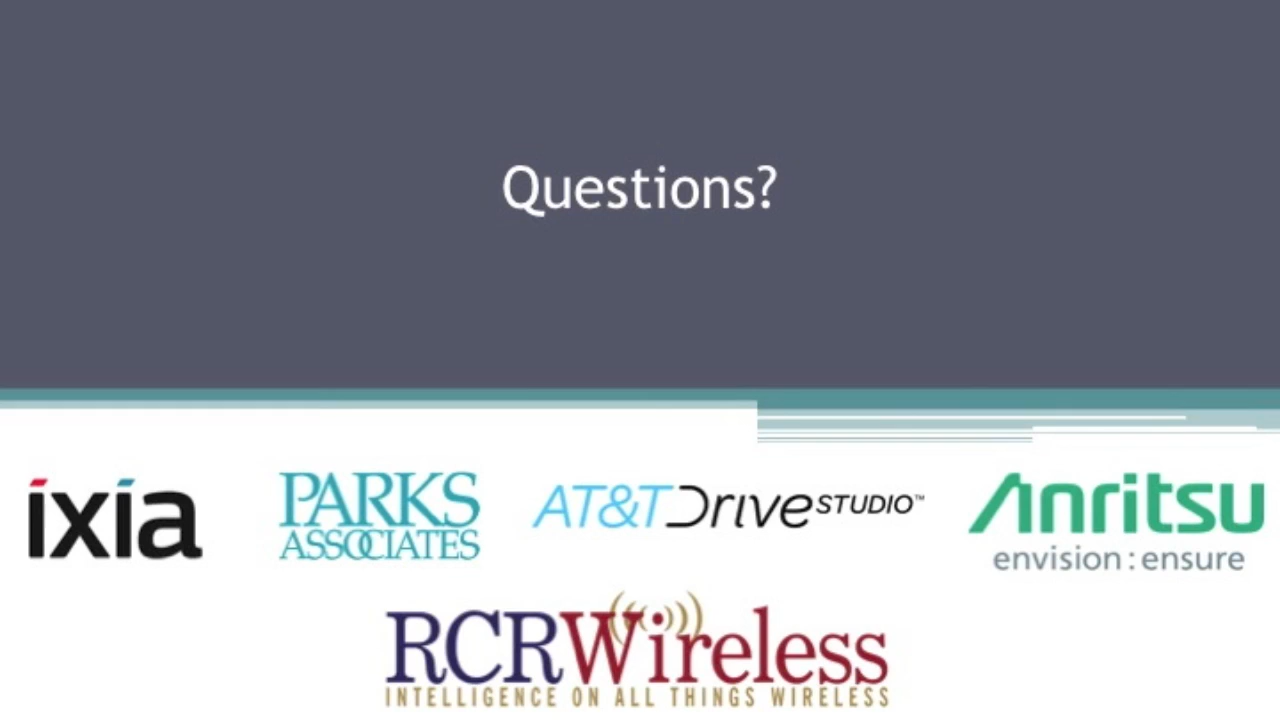 Questions?
ixia
PARKS
ASSOCIATES
AT&T Drive STUDIO™
Anritsu
envision : ensure
RCRWireless
INTELLIGENCE ON ALL THINGS WIRELESS